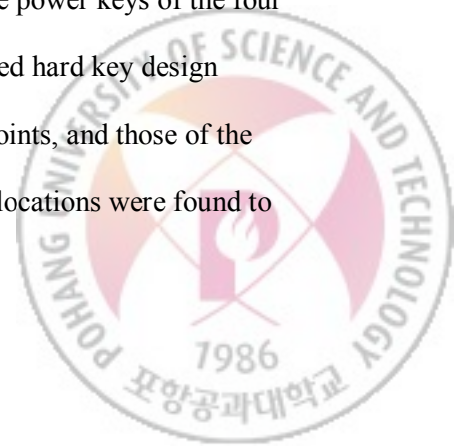 e power keys of the four
ed hard key design
oints, and those of the
locations were found to
POHANG UNIVERSITY OF SCIENCE AND TECHNOLOGY
1986
포항공과대학교